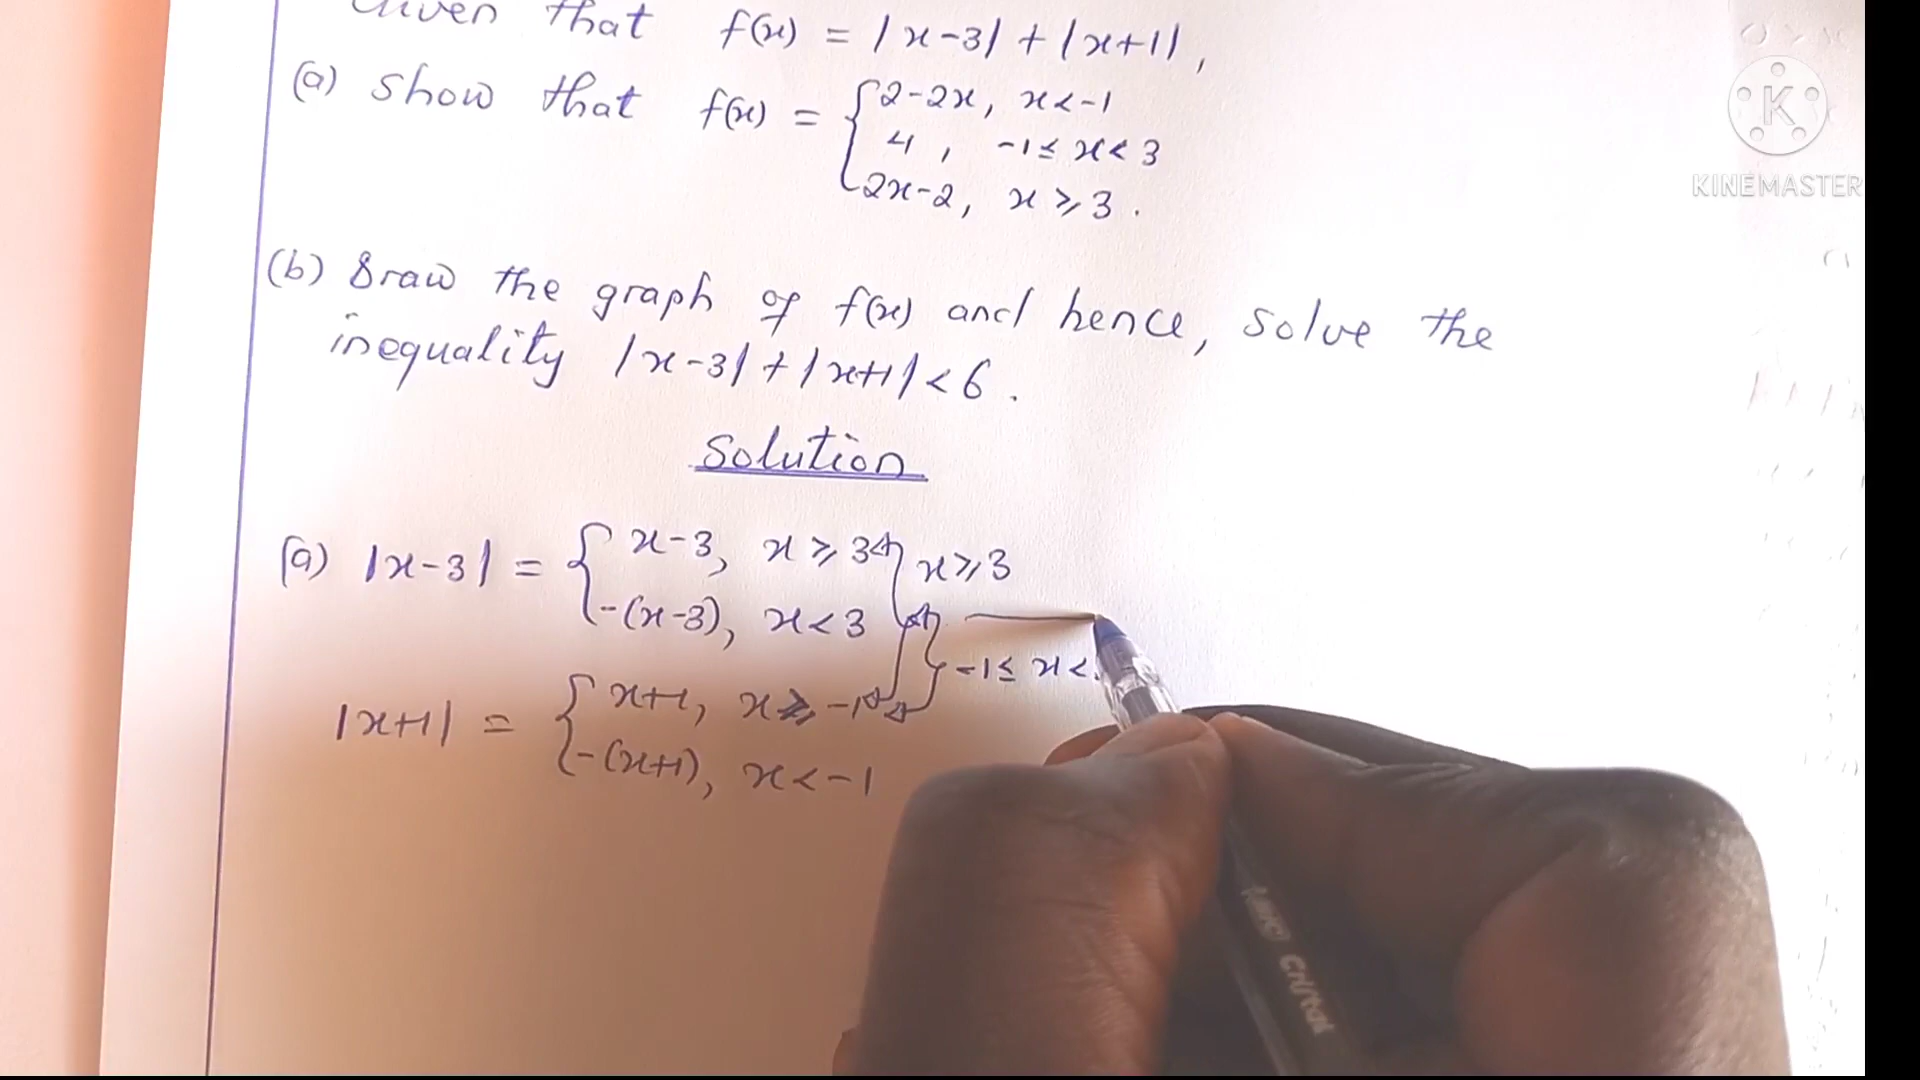 Given that f(x) = |x-3| + |x+1|,
(a) show that f(x) = { 2-2x, x < -1
4, -1 ≤ x < 3
2x-2, x ≥ 3.
(b) Draw the graph of f(x) and hence, solve the
inequality |x-3| + |x+1| < 6.
Solution
(a) |x-3| = { x-3, x ≥ 3 } x ≥ 3
-(x-3), x < 3
-1 ≤ x <
|x+1| = { x+1, x ≥ -1
-(x+1), x < -1
K
KINEMASTER